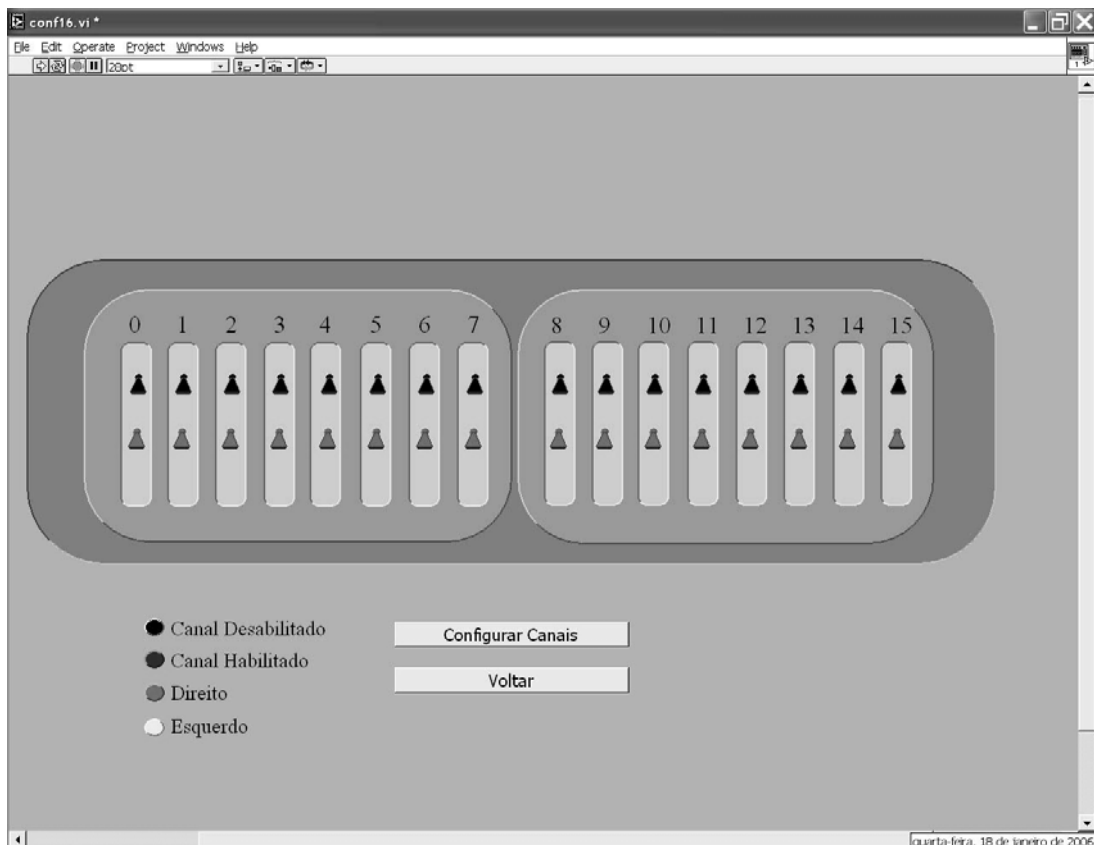 conf16.vi *
File Edit Operate Project Windows Help
28pt
1
0 1 2 3 4 5 6 7 8 9 10 11 12 13 14 15
Canal Desabilitado
Configurar Canais
Canal Habilitado
Direito
Voltar
Esquerdo
quarta-feira, 18 de janeiro de 2006